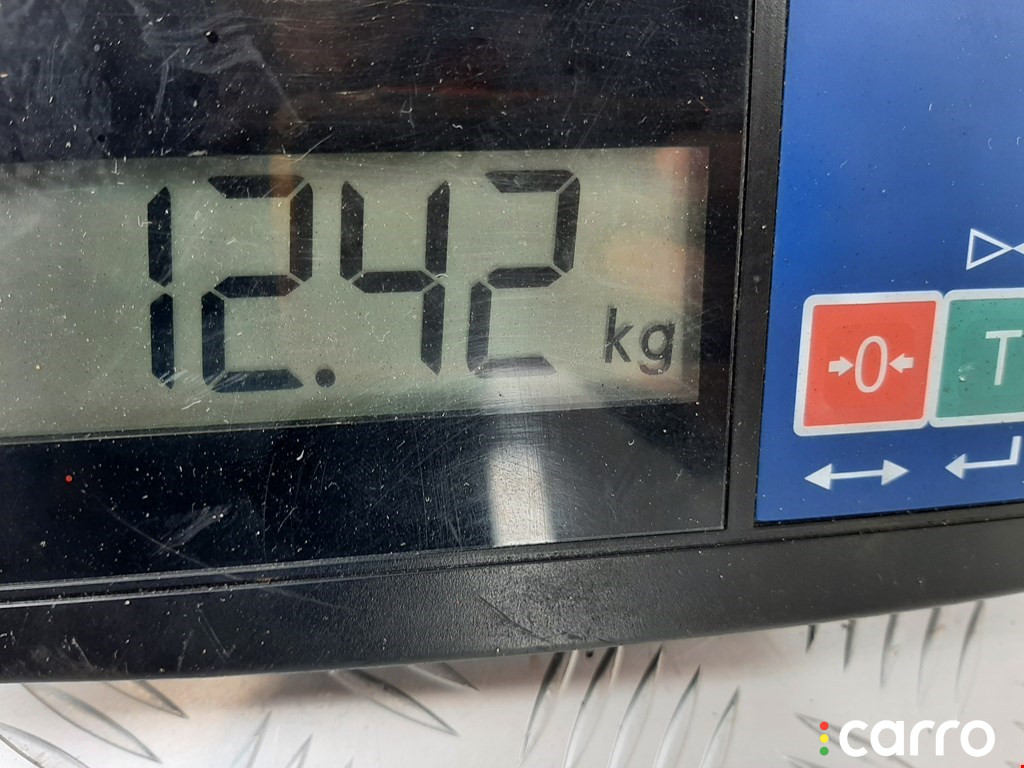 12.42 kg
→0← T
carro